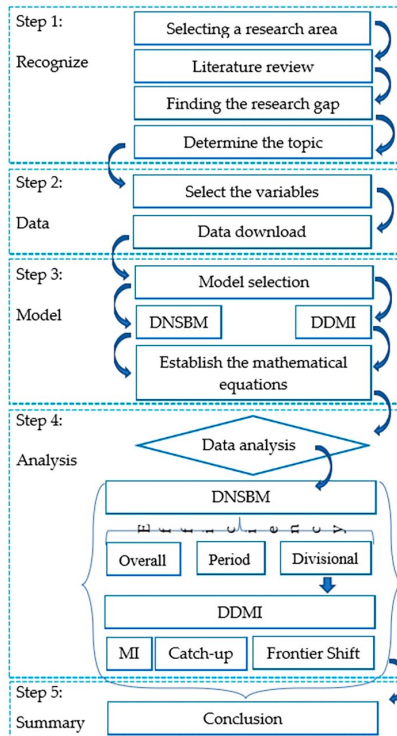 Step 1:
Recognize
Selecting a research area
Literature review
Finding the research gap
Determine the topic
Step 2:
Data
Select the variables
Data download
Step 3:
Model
Model selection
DNSBM
DDMI
Establish the mathematical
equations
Step 4:
Analysis
Data analysis
DNSBM
Efficiency
Overall
Period
Divisional
DDMI
MI
Catch-up
Frontier Shift
Step 5:
Summary
Conclusion